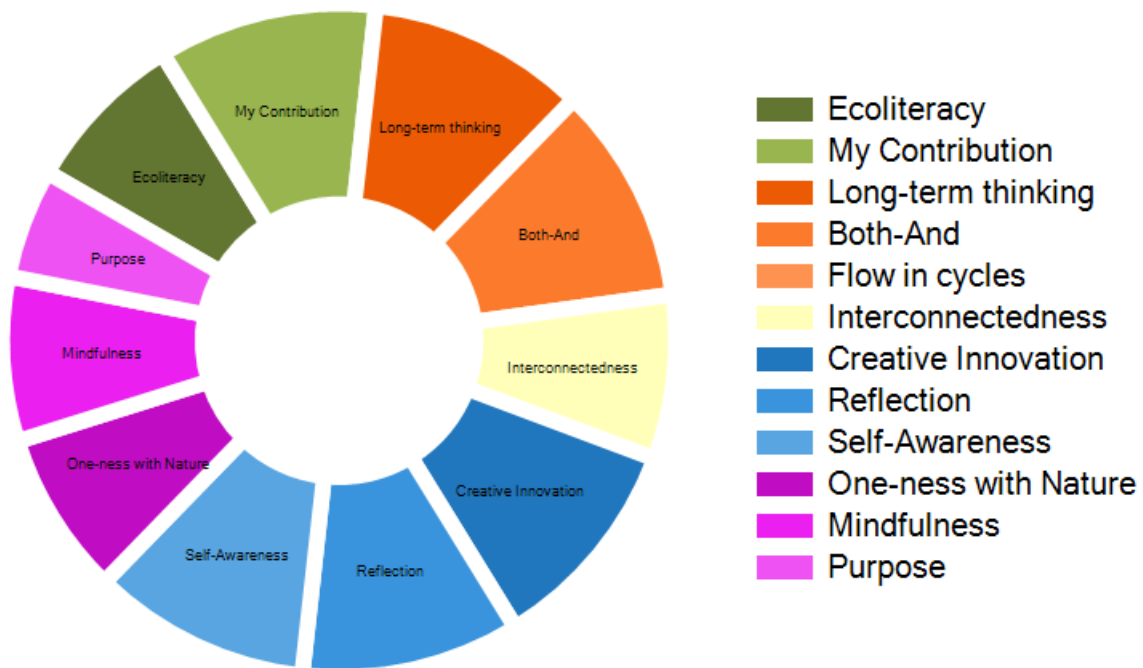 My Contribution
Long-term thinking
Ecoliteracy
Both-And
Purpose
Mindfulness
Interconnectedness
One-ness with Nature
Creative Innovation
Self-Awareness
Reflection
Ecoliteracy
My Contribution
Long-term thinking
Both-And
Flow in cycles
Interconnectedness
Creative Innovation
Reflection
Self-Awareness
One-ness with Nature
Mindfulness
Purpose